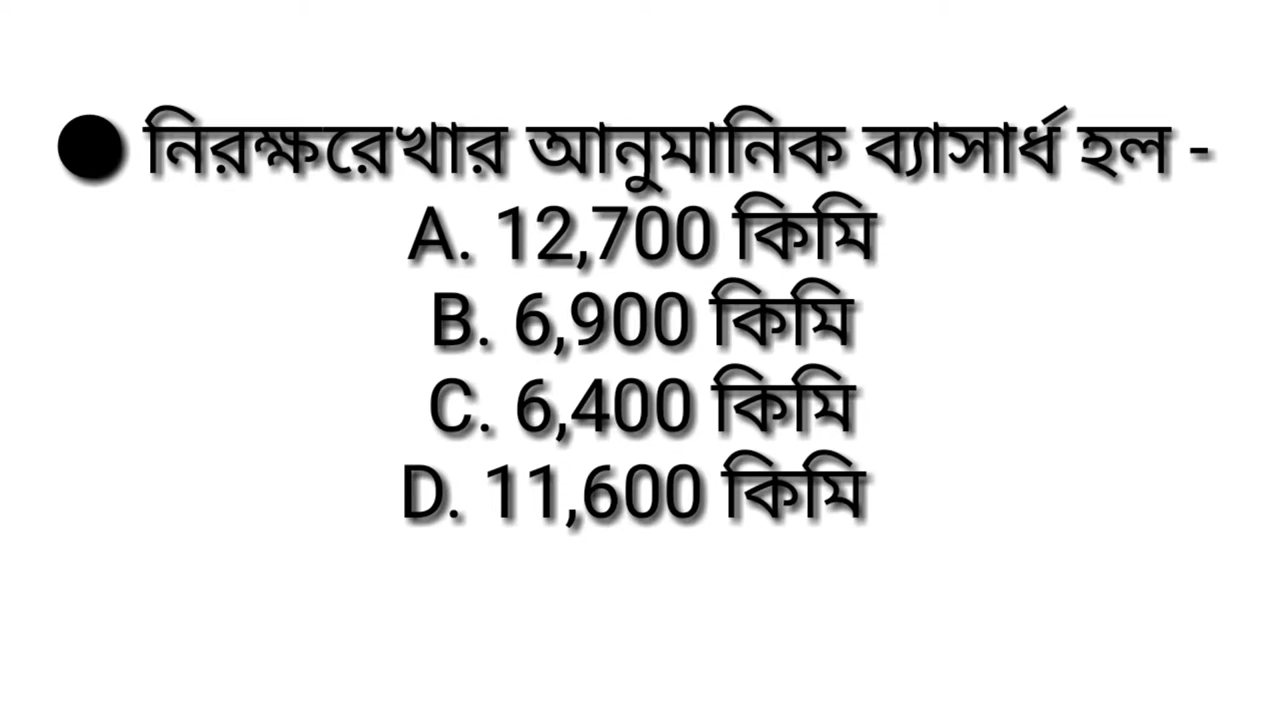 ● নিরক্ষরেখার আনুমানিক ব্যাসার্ধ হল -
A. 12,700 কিমি
B. 6,900 কিমি
C. 6,400 কিমি
D. 11,600 কিমি